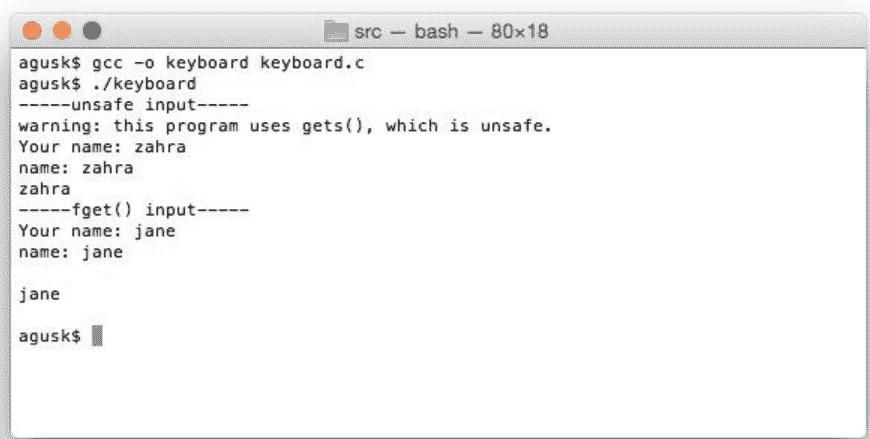 src — bash — 80×18
agusk$ gcc -o keyboard keyboard.c
agusk$ ./keyboard
-----unsafe input-----
warning: this program uses gets(), which is unsafe.
Your name: zahra
name: zahra
zahra
-----fget() input-----
Your name: jane
name: jane
jane
agusk$